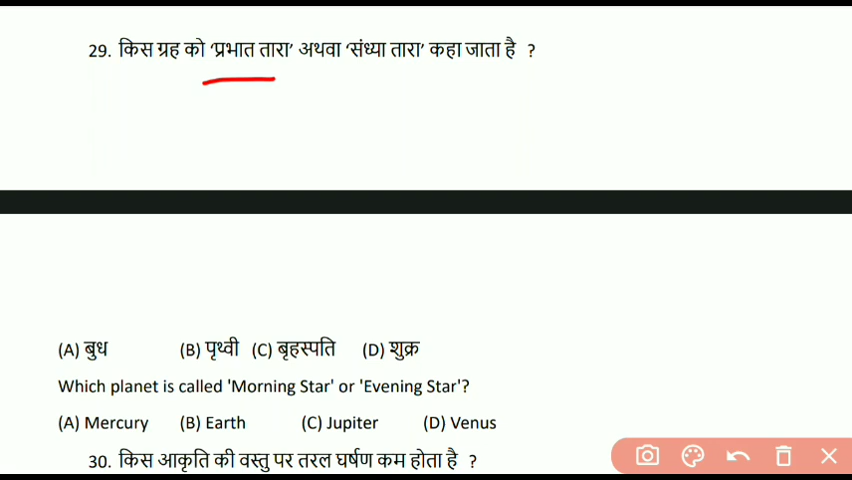 29. किस ग्रह को ‘प्रभात तारा’ अथवा ‘संध्या तारा’ कहा जाता है ?
(A) बुध (B) पृथ्वी (C) बृहस्पति (D) शुक्र
Which planet is called 'Morning Star' or 'Evening Star'?
(A) Mercury (B) Earth (C) Jupiter (D) Venus
30. किस आकृति की वस्तु पर तरल घर्षण कम होता है ?